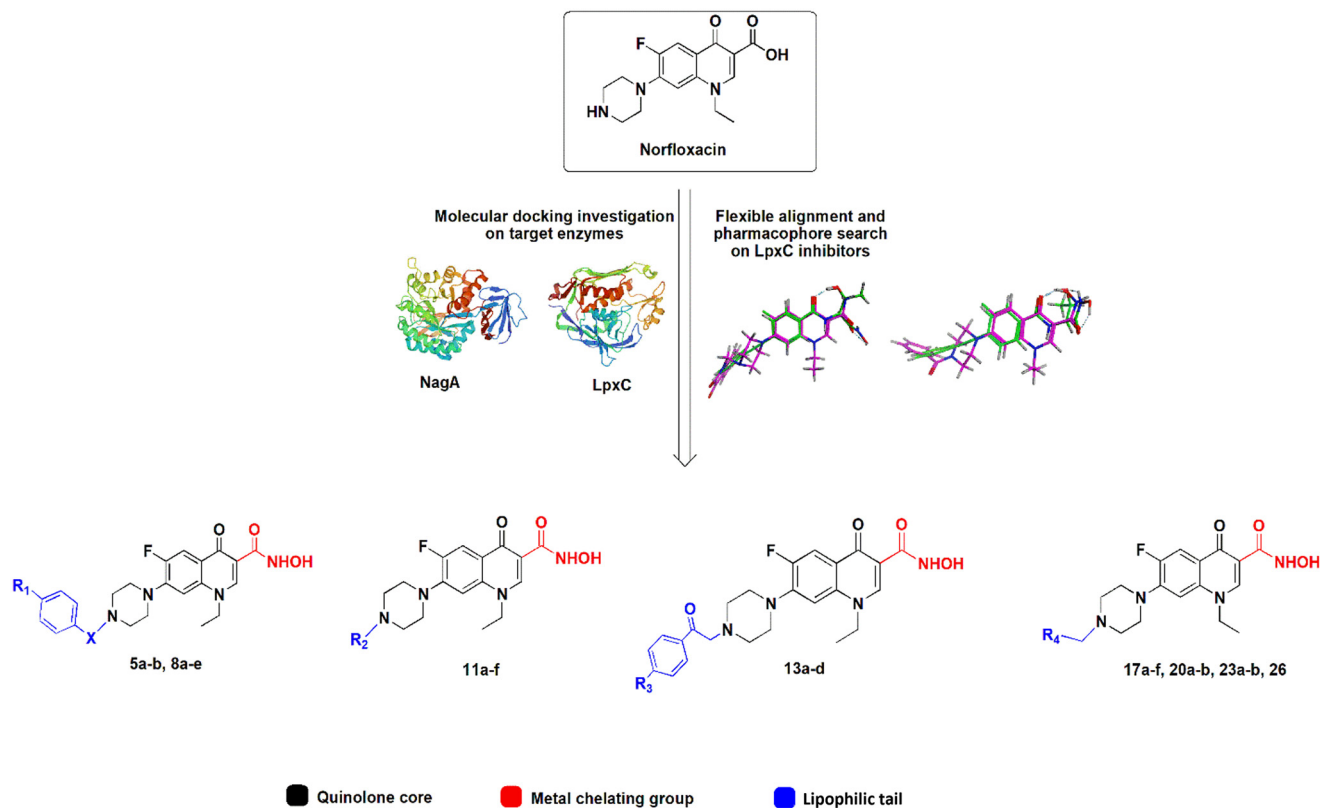 O
O
F
OH
N
N
HN
Norfloxacin
Molecular docking investigation
on target enzymes
Flexible alignment and
pharmacophore search
on LpxC inhibitors
NagA
LpxC
O
O
F
NHOH
R1
N
N
N
X
5a-b, 8a-e
O
O
F
NHOH
N
N
N
R2
11a-f
O
O
F
NHOH
O
N
N
N
R3
13a-d
O
O
F
NHOH
N
N
N
R4
17a-f, 20a-b, 23a-b, 26
Quinolone core
Metal chelating group
Lipophilic tail